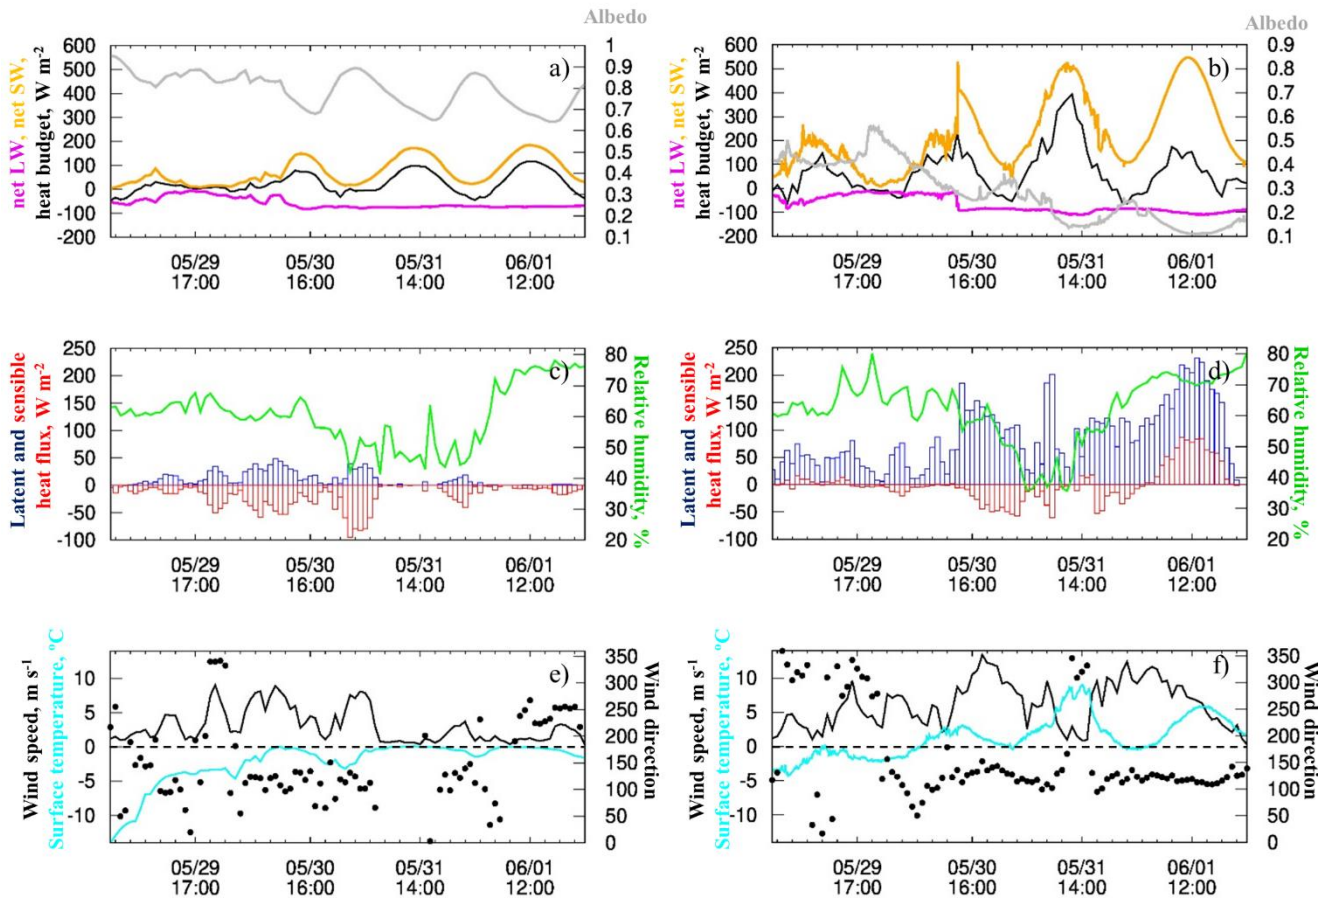 Albedo
600
500
400
300
200
100
0
-100
-200
net LW, net SW,
heat budget, W m⁻²
a)
1
0.9
0.8
0.7
0.6
0.5
0.4
0.3
0.2
0.1
05/29 05/30 05/31 06/01
17:00 16:00 14:00 12:00
Albedo
600
500
400
300
200
100
0
-100
-200
net LW, net SW,
heat budget, W m⁻²
b)
0.9
0.8
0.7
0.6
0.5
0.4
0.3
0.2
0.1
05/29 05/30 05/31 06/01
17:00 16:00 14:00 12:00
Latent and sensible
heat flux, W m⁻²
250
200
150
100
50
0
-50
-100
c)
80
70
60
50
40
30
20
Relative humidity, %
05/29 05/30 05/31 06/01
17:00 16:00 14:00 12:00
Latent and sensible
heat flux, W m⁻²
250
200
150
100
50
0
-50
-100
d)
80
70
60
50
40
30
20
Relative humidity, %
05/29 05/30 05/31 06/01
17:00 16:00 14:00 12:00
Wind speed, m s⁻¹
Surface temperature, °C
10
5
0
-5
-10
e)
350
300
250
200
150
100
50
0
Wind direction
05/29 05/30 05/31 06/01
17:00 16:00 14:00 12:00
Wind speed, m s⁻¹
Surface temperature, °C
10
5
0
-5
-10
f)
350
300
250
200
150
100
50
0
Wind direction
05/29 05/30 05/31 06/01
17:00 16:00 14:00 12:00